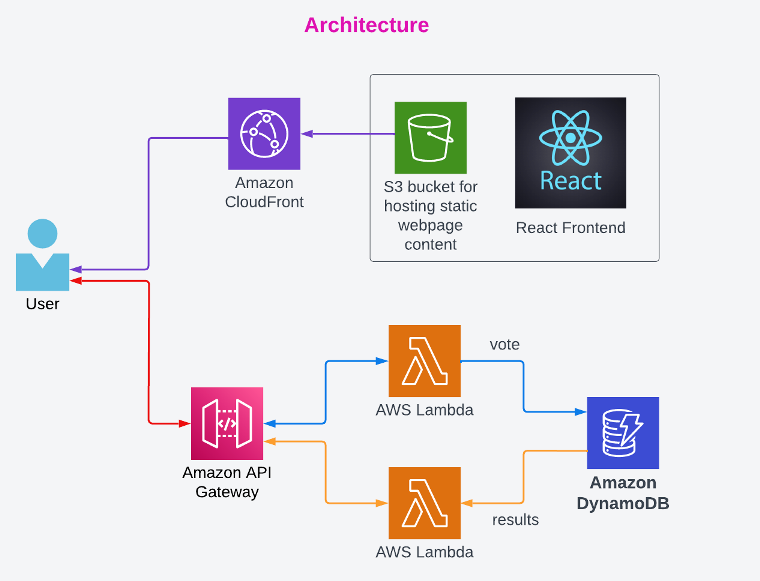 Architecture
Amazon
CloudFront
S3 bucket for
hosting static
webpage
content
React
React Frontend
User
vote
AWS Lambda
Amazon API
Gateway
Amazon
DynamoDB
results
AWS Lambda